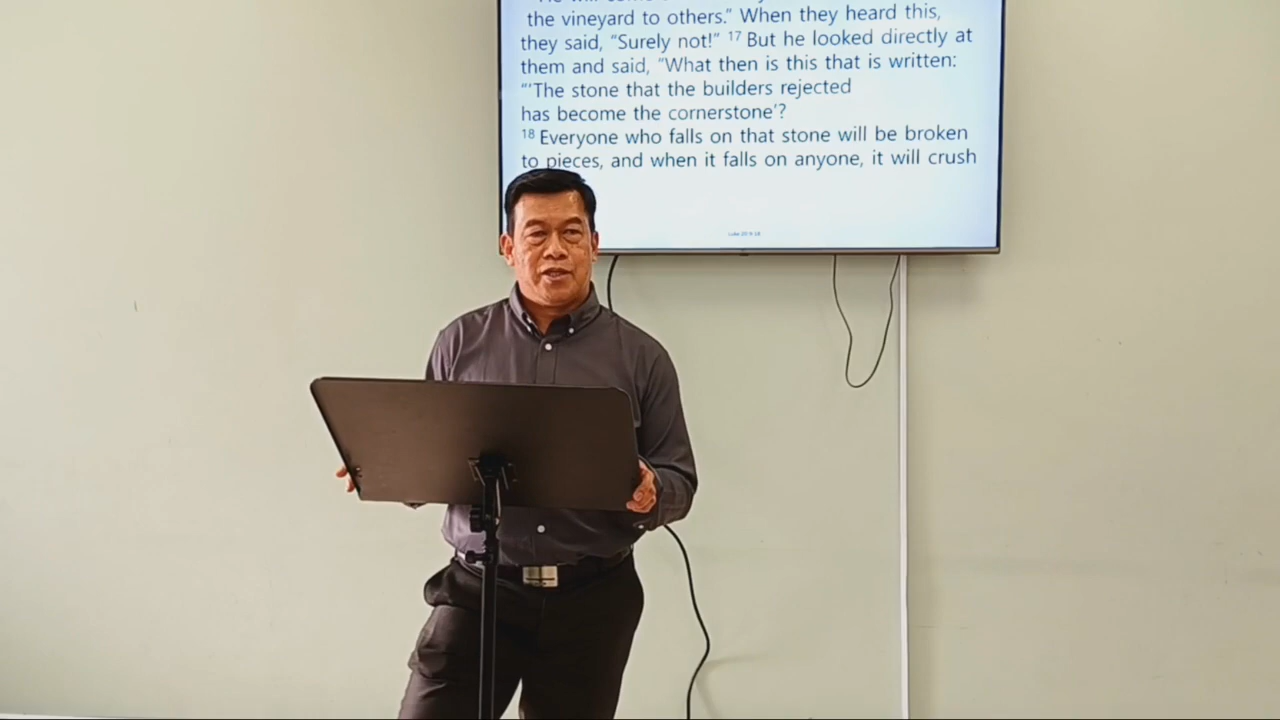 the vineyard to others.” When they heard this,
they said, “Surely not!” 17 But he looked directly at
them and said, “What then is this that is written:
“‘The stone that the builders rejected
has become the cornerstone’?
18 Everyone who falls on that stone will be broken
to pieces, and when it falls on anyone, it will crush